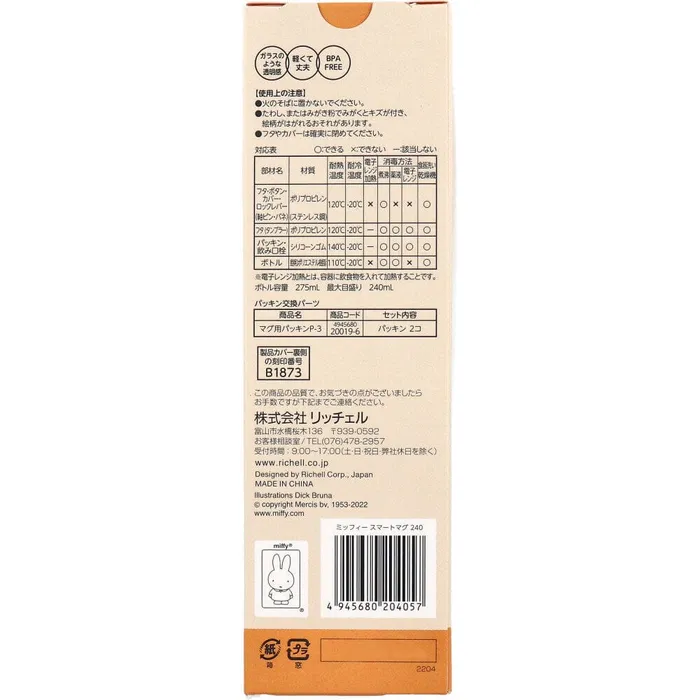 ガラスの
ような
透明感
軽くて
丈夫
BPA
FREE
【使用上の注意】
●火のそばに置かないでください。
●たわし、またはみがき粉でみがくとキズが付き、
絵柄がはがれるおそれがあります。
●フタやカバーは確実に閉めてください。
対応表 ○:できる ×:できない ー:該当しない
部材名 材質 耐熱温度 耐冷温度 電子レンジ加熱 消毒方法 煮沸 薬液 電子レンジ 食器洗い乾燥機
フタ・ボタン・カバー・ロックレバー(軸ピン・バネ) ポリプロピレン(ステンレス鋼) 120℃ -20℃ × ○ × × ○
フタ(タンブラー) ポリプロピレン 120℃ -20℃ ー ○ ○ ○ ○
パッキン・飲み口栓 シリコーンゴム 140℃ -20℃ ー ○ ○ ○ ○
ボトル 飽和ポリエステル樹脂 110℃ -20℃ × ○ ○ × ○
※電子レンジ加熱とは、容器に飲食物を入れて加熱することです。
ボトル容量 275mL 最大目盛り 240mL
パッキン交換パーツ
商品名 商品コード セット内容
マグ用パッキンP-3 4945680 20019-6 パッキン 2コ
製品カバー裏側
の刻印番号
B1873
この商品の品質で、お気づきの点がございましたら
お手数ですが下記までご連絡ください。
株式会社 リッチェル
富山市水橋桜木136 〒939-0592
お客様相談室/TEL(076)478-2957
受付時間:9:00〜17:00(土・日・祝日・弊社休日を除く)
www.richell.co.jp
Designed by Richell Corp., Japan
MADE IN CHINA
Illustrations Dick Bruna
© copyright Mercis bv, 1953-2022
www.miffy.com
miffy®
®
ミッフィー スマートマグ 240
4 945680 204057
紙
箱
プラ
窓
2204